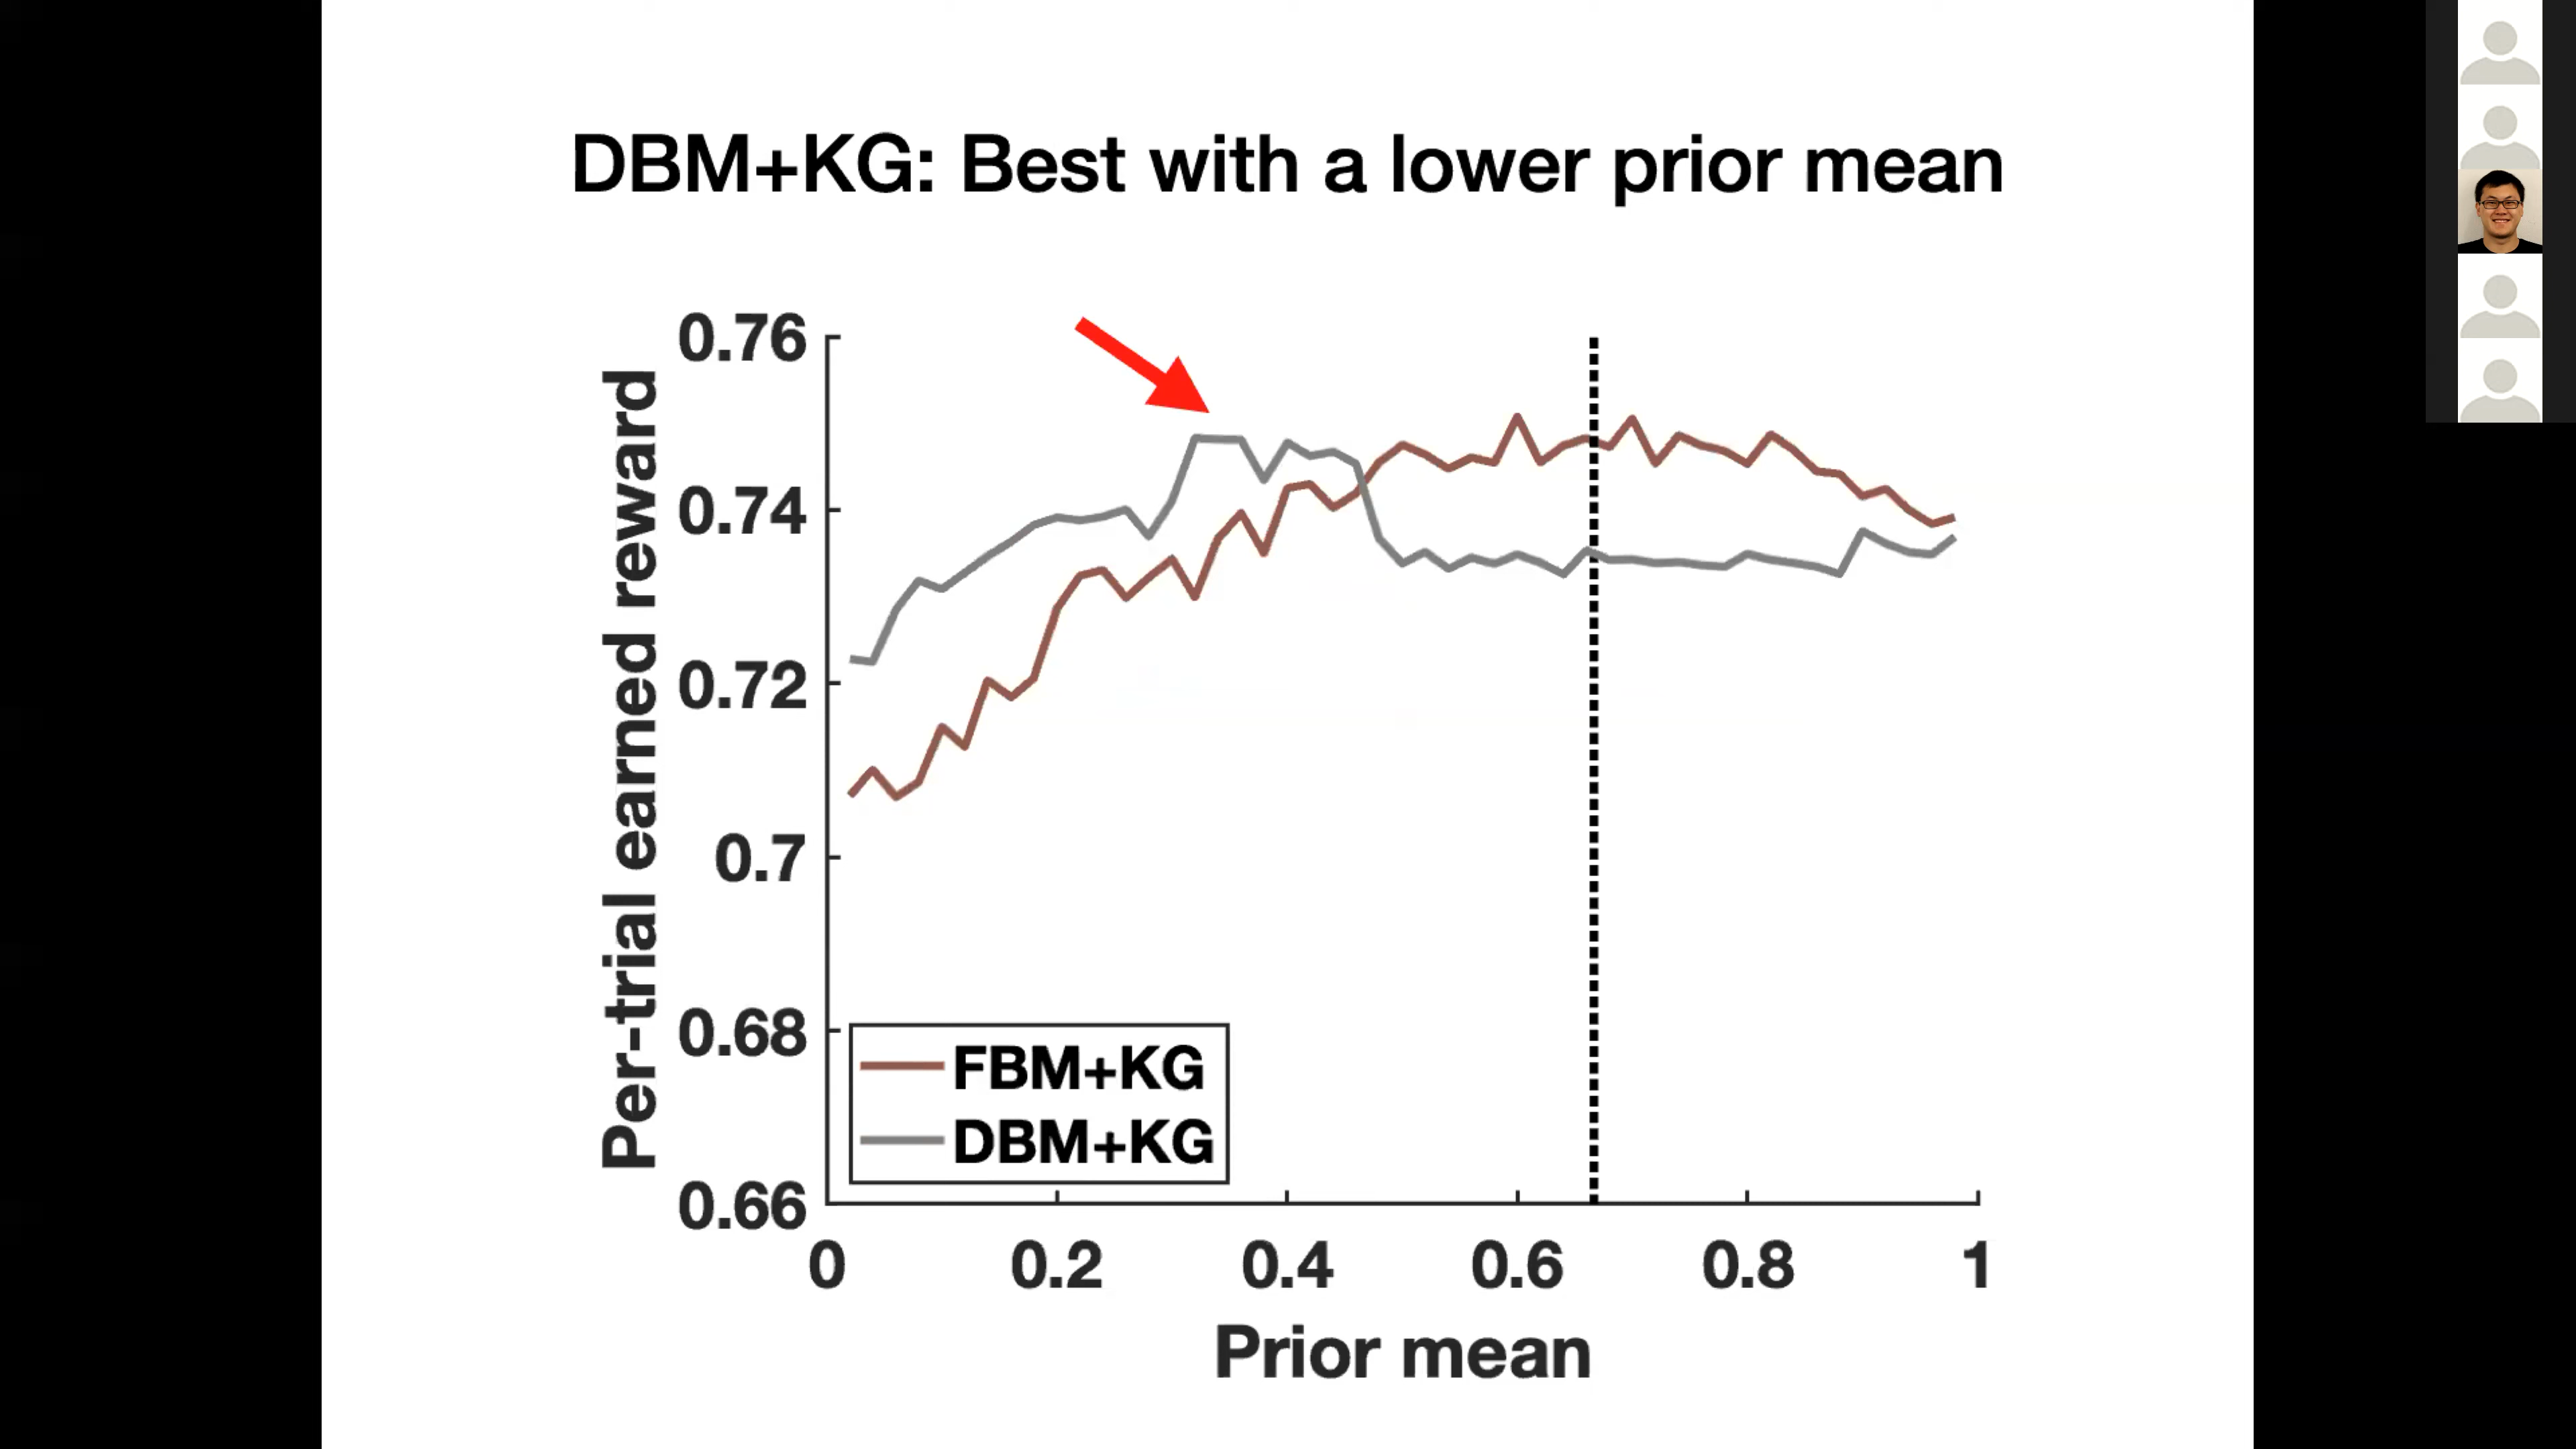 DBM+KG: Best with a lower prior mean
Per-trial earned reward
0.76
0.74
0.72
0.7
0.68
0.66
FBM+KG
DBM+KG
0 0.2 0.4 0.6 0.8 1
Prior mean